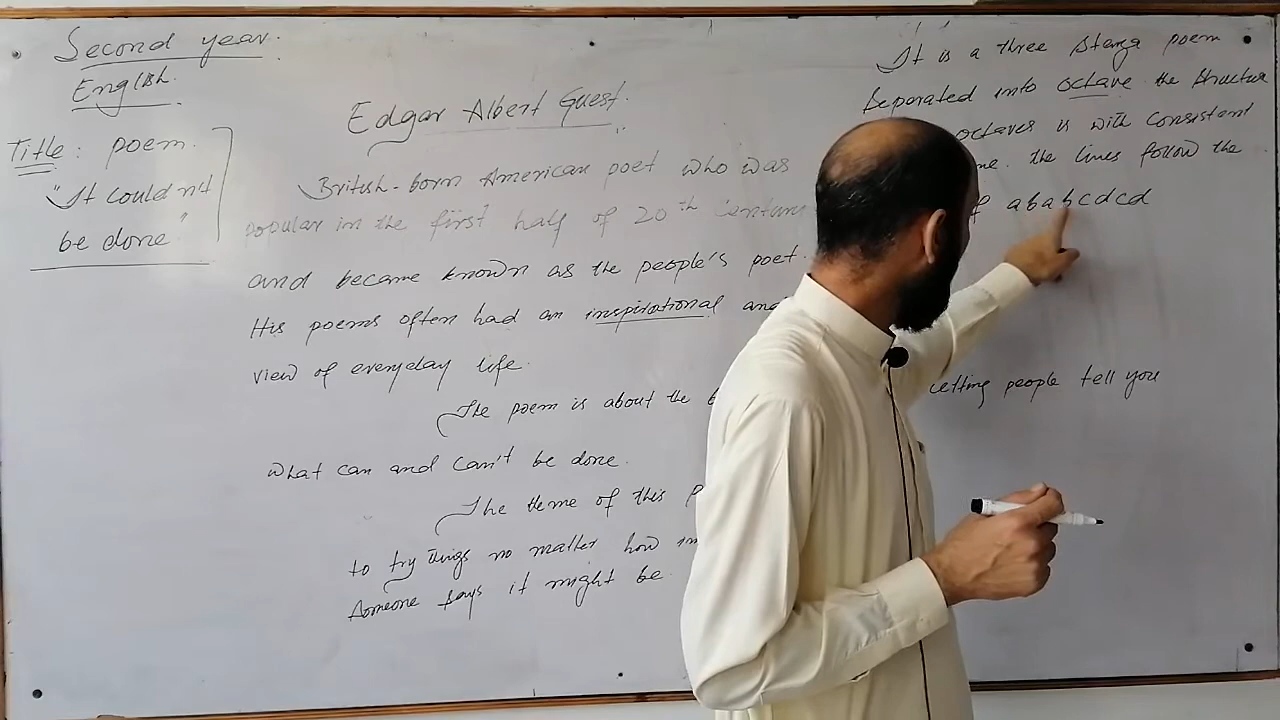 Second year.
English.
Title: poem.
"It couldn't
be done"
Edgar Albert Guest.
British-born American poet who was
popular in the first half of 20th Century
and became known as the people's poet.
His poems often had an inspirational and
view of everyday life.
The poem is about the
what can and can't be done.
The theme of this
to try things no matter how
someone says it might be.
It is a three stanza poem
separated into octave the structure
octaves is with consistent
the lines follow the
abab cdcd
letting people tell you